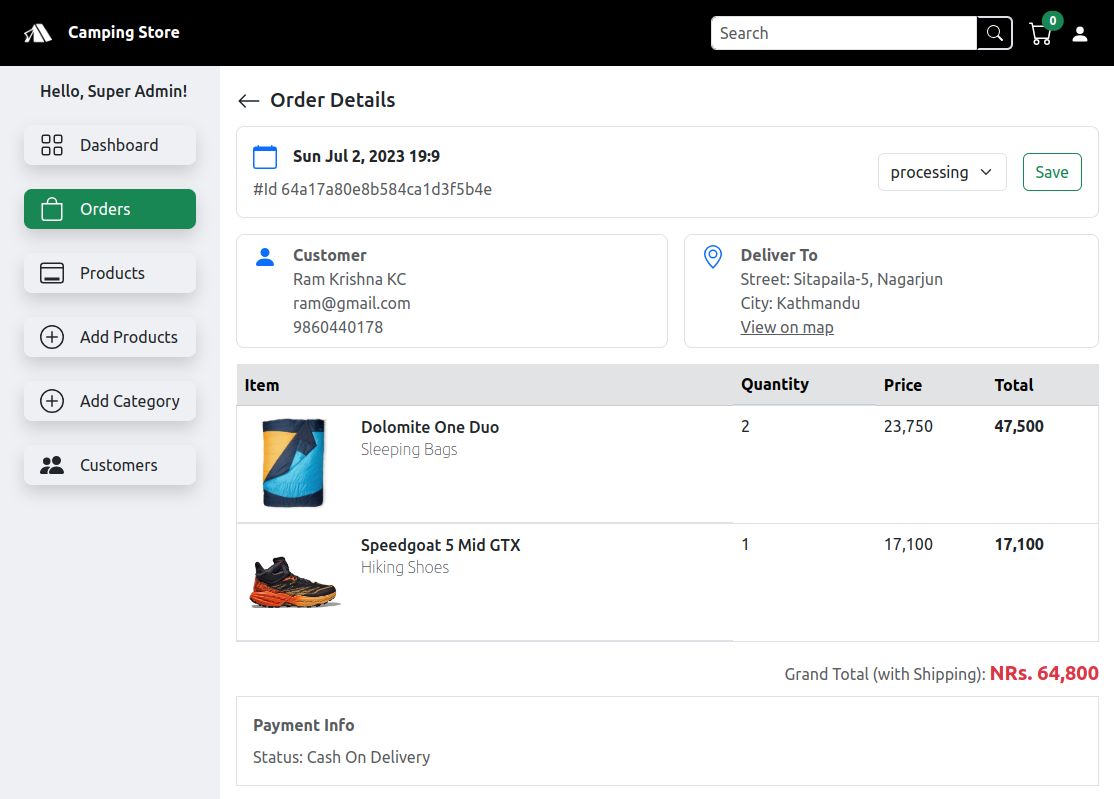 Camping Store
Search
0
Hello, Super Admin!
Dashboard
Orders
Products
Add Products
Add Category
Customers
Order Details
Sun Jul 2, 2023 19:9
#Id 64a17a80e8b584ca1d3f5b4e
processing
Save
Customer
Ram Krishna KC
ram@gmail.com
9860440178
Deliver To
Street: Sitapaila-5, Nagarjun
City: Kathmandu
View on map
Item Quantity Price Total
Dolomite One Duo 2 23,750 47,500
Sleeping Bags
Speedgoat 5 Mid GTX 1 17,100 17,100
Hiking Shoes
Grand Total (with Shipping): NRs. 64,800
Payment Info
Status: Cash On Delivery